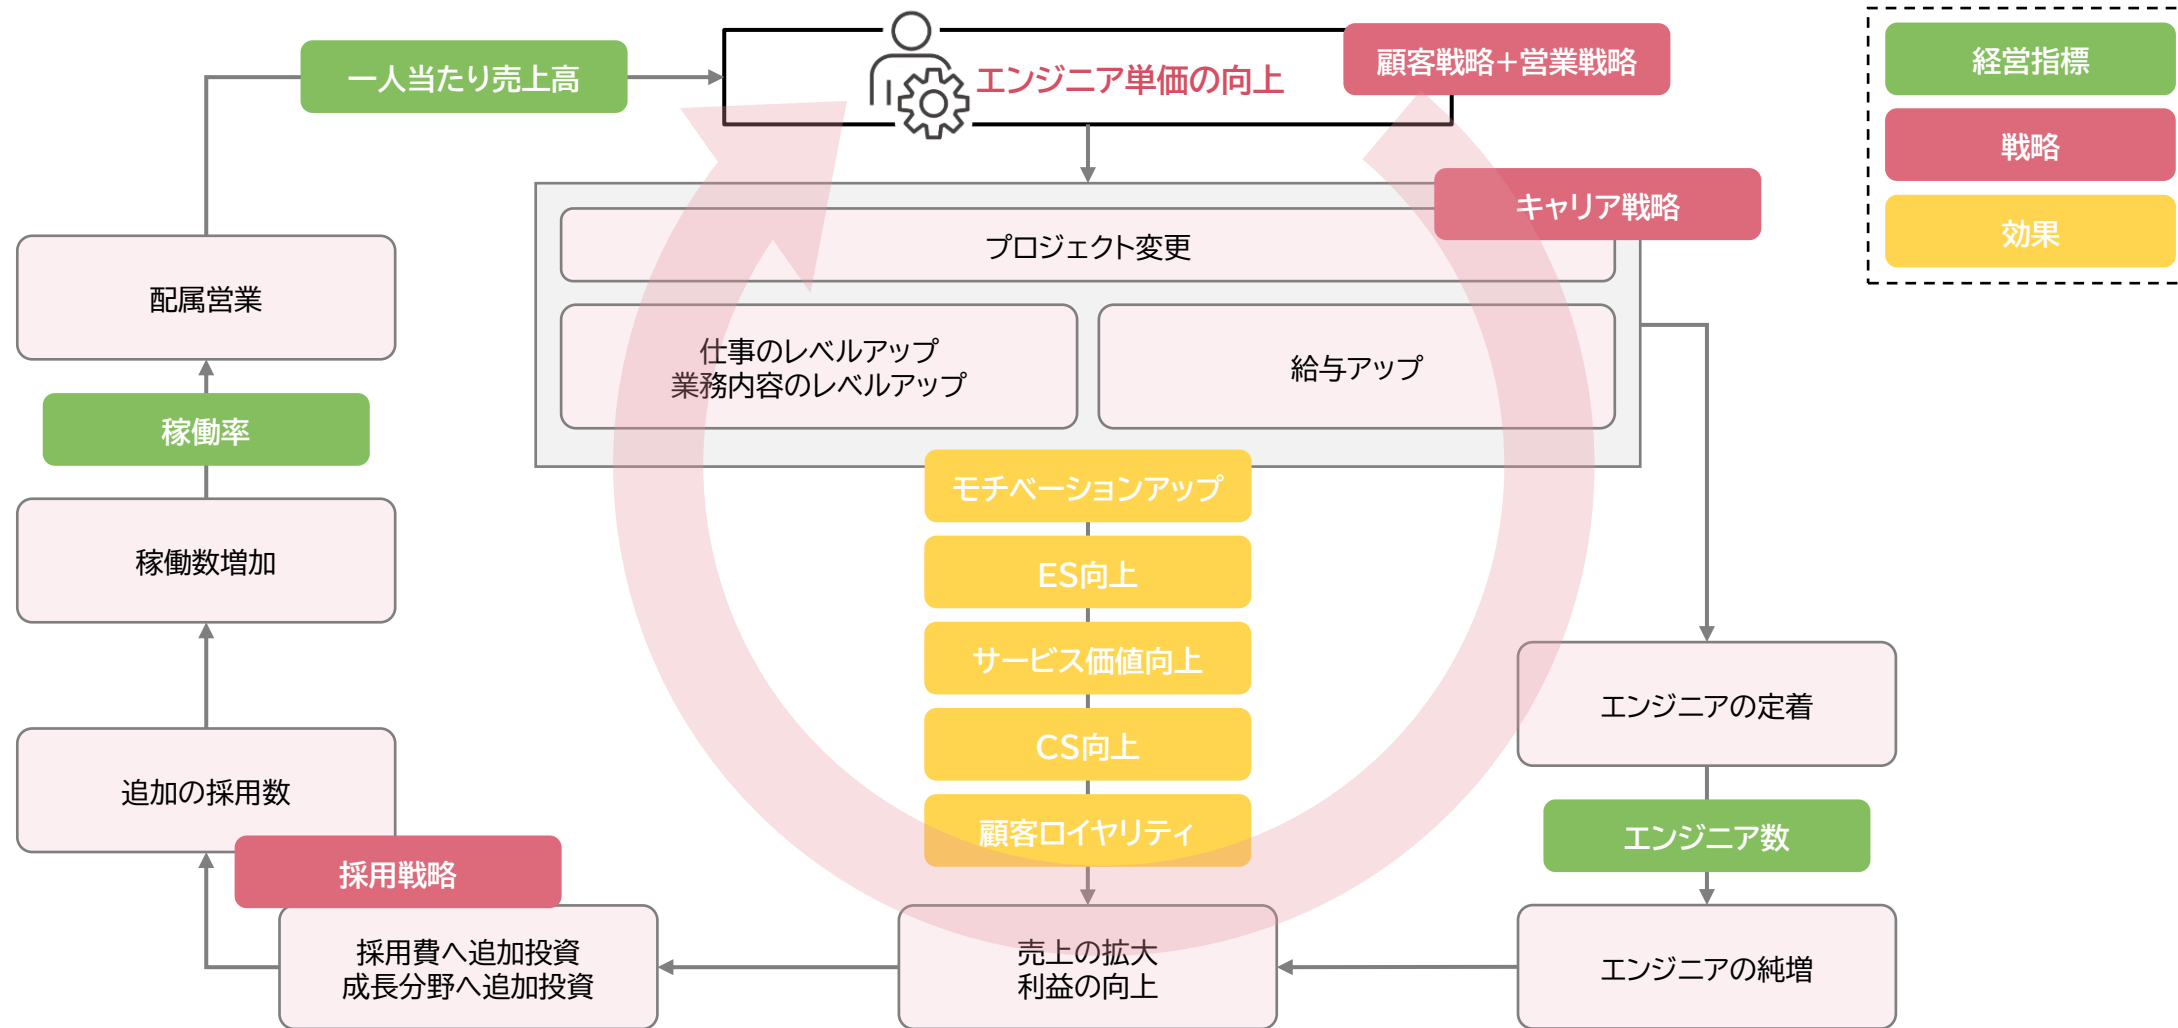 一人当たり売上高
エンジニア単価の向上
顧客戦略+営業戦略
経営指標
戦略
効果
キャリア戦略
プロジェクト変更
仕事のレベルアップ
業務内容のレベルアップ
給与アップ
配属営業
稼働率
稼働数増加
追加の採用数
採用戦略
採用費へ追加投資
成長分野へ追加投資
モチベーションアップ
ES向上
サービス価値向上
CS向上
顧客ロイヤリティ
売上の拡大
利益の向上
エンジニアの定着
エンジニア数
エンジニアの純増